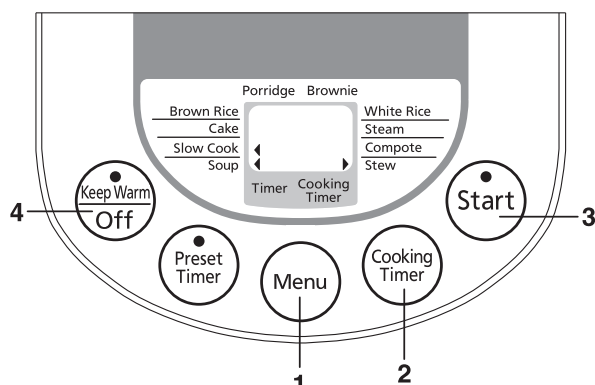 Porridge Brownie
Brown Rice
Cake
Slow Cook
Soup
White Rice
Steam
Compote
Stew
Timer
Cooking
Timer
Keep Warm
Off
4
Preset
Timer
Menu
1
Cooking
Timer
2
Start
3